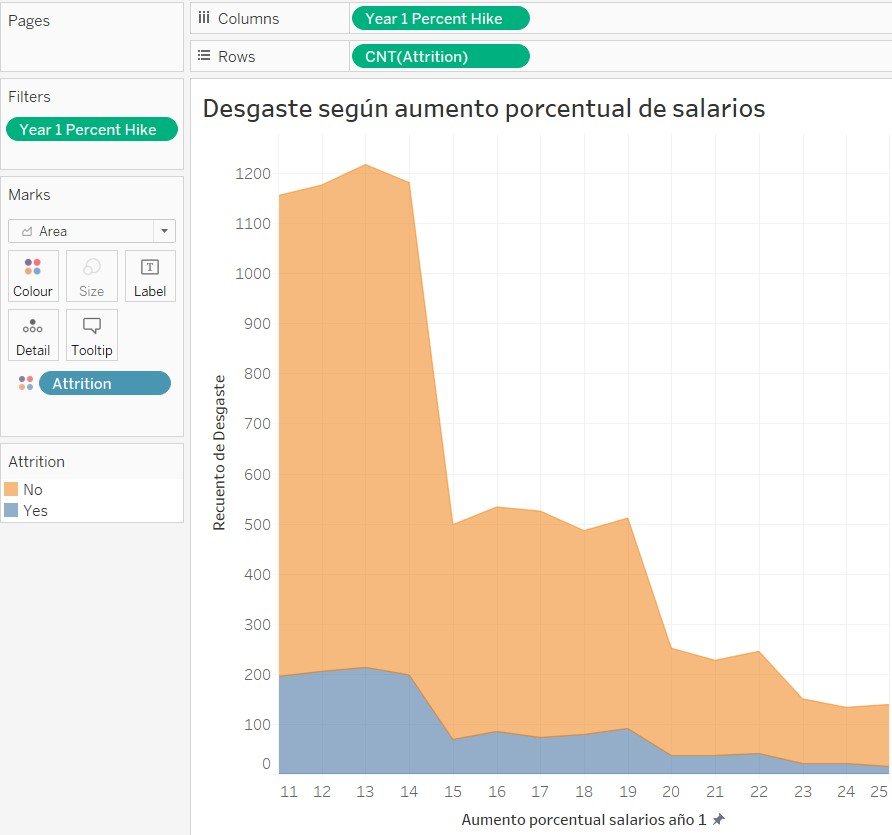 Pages
Columns
Year 1 Percent Hike
Rows
CNT(Attrition)
Filters
Year 1 Percent Hike
Marks
Area
Colour
Size
Label
Detail
Tooltip
Attrition
Attrition
No
Yes
Desgaste según aumento porcentual de salarios
Recuento de Desgaste
1200
1100
1000
900
800
700
600
500
400
300
200
100
0
11 12 13 14 15 16 17 18 19 20 21 22 23 24 25
Aumento porcentual salarios año 1